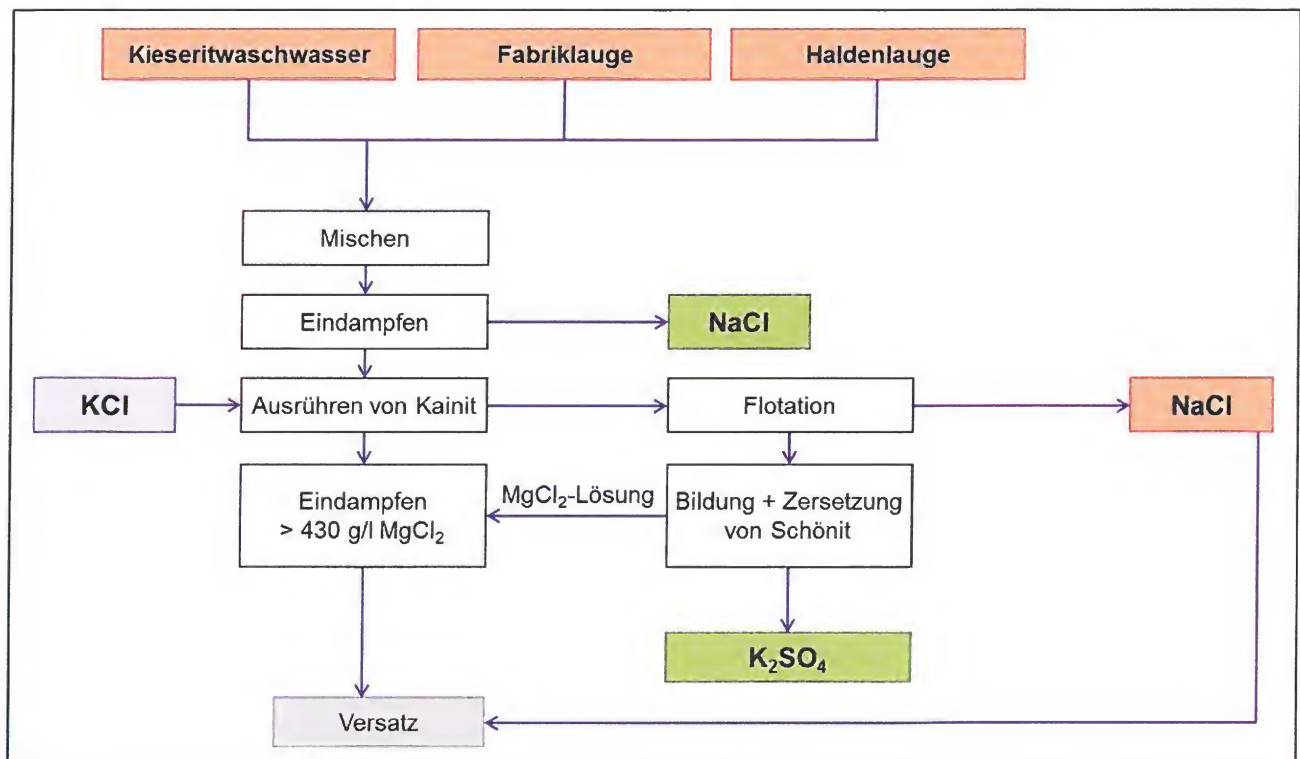 Kieseritwaschwasser
Fabriklauge
Haldenlauge
Mischen
Eindampfen
NaCl
KCl
Ausrühren von Kainit
Flotation
NaCl
Eindampfen
> 430 g/l MgCl₂
MgCl₂-Lösung
Bildung + Zersetzung
von Schönit
K₂SO₄
Versatz